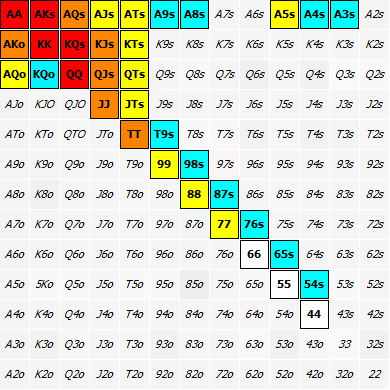 AA AKs AQs AJs ATs A9s A8s A7s A6s A5s A4s A3s A2s
AKo KK KQs KJs KTs K9s K8s K7s K6s K5s K4s K3s K2s
AQo KQo QQ QJs QTs Q9s Q8s Q7s Q6s Q5s Q4s Q3s Q2s
AJo KJO QJO JJ JTs J9s J8s J7s J6s J5s J4s J3s J2s
ATo KTo QTO JTo TT T9s T8s T7s T6s T5s T4s T3s T2s
A9o K9o Q9o J9o T9o 99 98s 97s 96s 95s 94s 93s 92s
A8o K8o Q8o J8o T8o 98o 88 87s 86s 85s 84s 83s 82s
A7o K7o Q7o J7o T7o 97o 87o 77 76s 75s 74s 73s 72s
A6o K6o Q6o J6o T6o 96o 86o 76o 66 65s 64s 63s 62s
A5o 5Ko Q5o J5o T5o 95o 85o 75o 65o 55 54s 53s 52s
A4o K4o Q4o J4o T4o 94o 84o 74o 64o 54o 44 43s 42s
A3o K3o Q3o J3o T3o 93o 83o 73o 63o 53o 43o 33 32s
A2o K2o Q2o J2o T2o 92o 82o 72o 62o 52o 42o 32o 22